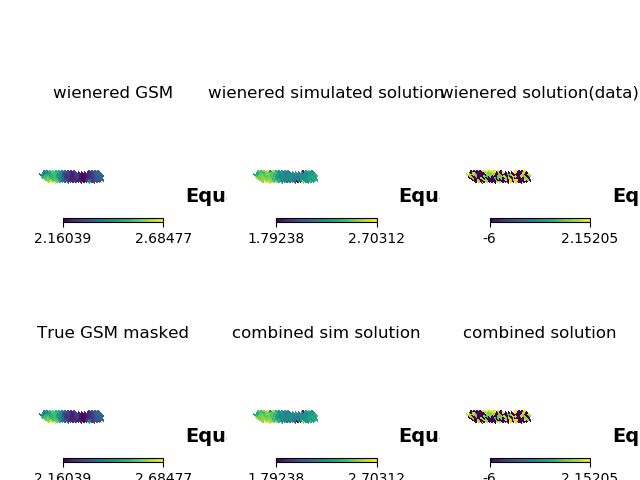 wienered GSM
wienered simulated solution
wienered solution(data)
Equ
Equ
Eq
2.16039 2.68477
1.79238 2.70312
-6 2.15205
True GSM masked
combined sim solution
combined solution
Equ
Equ
Eq
2.16039 2.68477
1.79238 2.70312
-6 2.15205